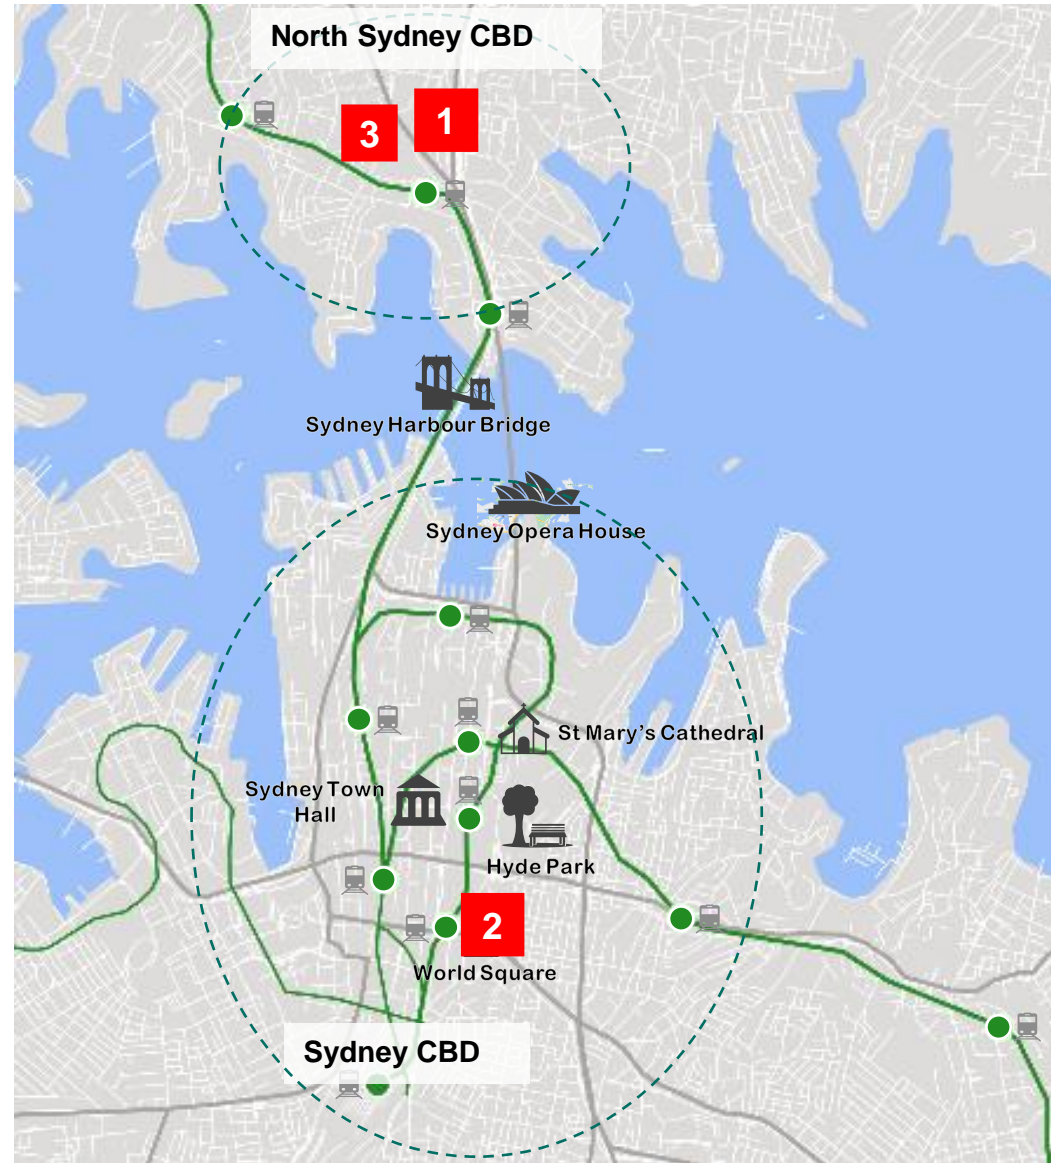 North Sydney CBD
3
1
Sydney Harbour Bridge
Sydney Opera House
St Mary's Cathedral
Sydney Town
Hall
Hyde Park
2
World Square
Sydney CBD